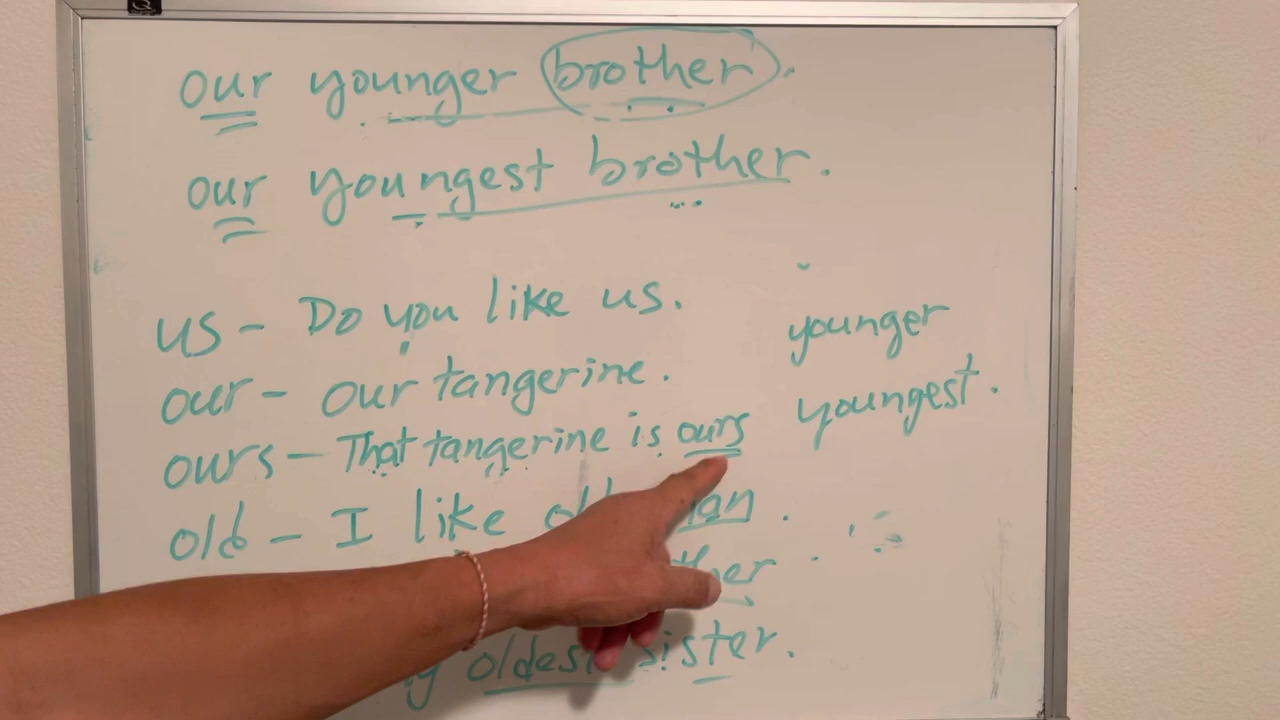 our younger brother.
our youngest brother.
us - Do you like us.
our - our tangerine.
ours - That tangerine is ours
old - I like old man .
oldest sister.
younger
youngest.